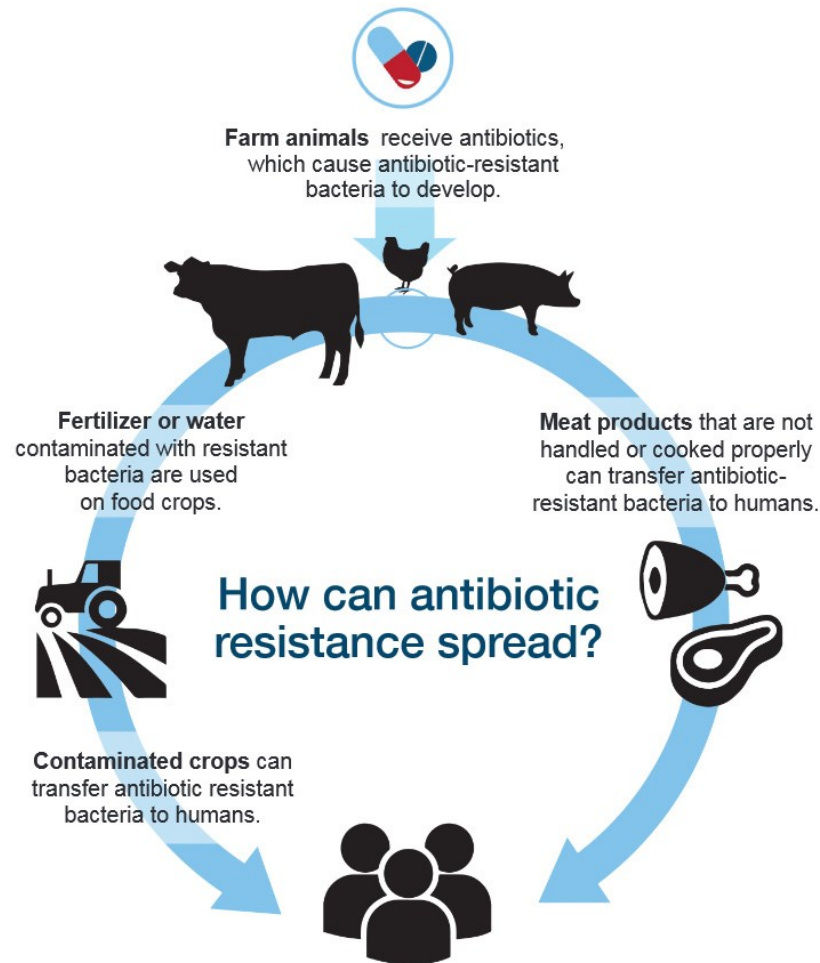 Farm animals receive antibiotics,
which cause antibiotic-resistant
bacteria to develop.
Fertilizer or water
contaminated with resistant
bacteria are used
on food crops.
Meat products that are not
handled or cooked properly
can transfer antibiotic-
resistant bacteria to humans.
How can antibiotic
resistance spread?
Contaminated crops can
transfer antibiotic resistant
bacteria to humans.